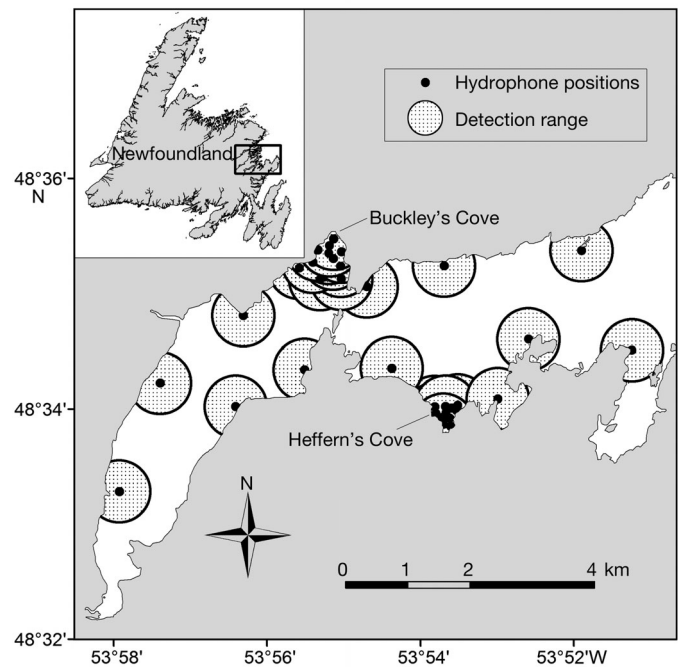 Newfoundland
Hydrophone positions
Detection range
48°36'
N
Buckley's Cove
48°34'
Heffern's Cove
N
0 1 2 4 km
48°32'
53°58' 53°56' 53°54' 53°52'W